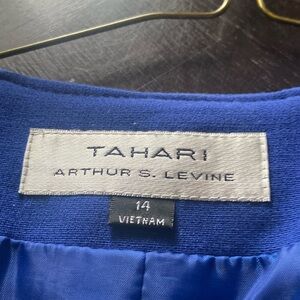 TAHARI
ARTHUR S. LEVINE
14
VIETNAM